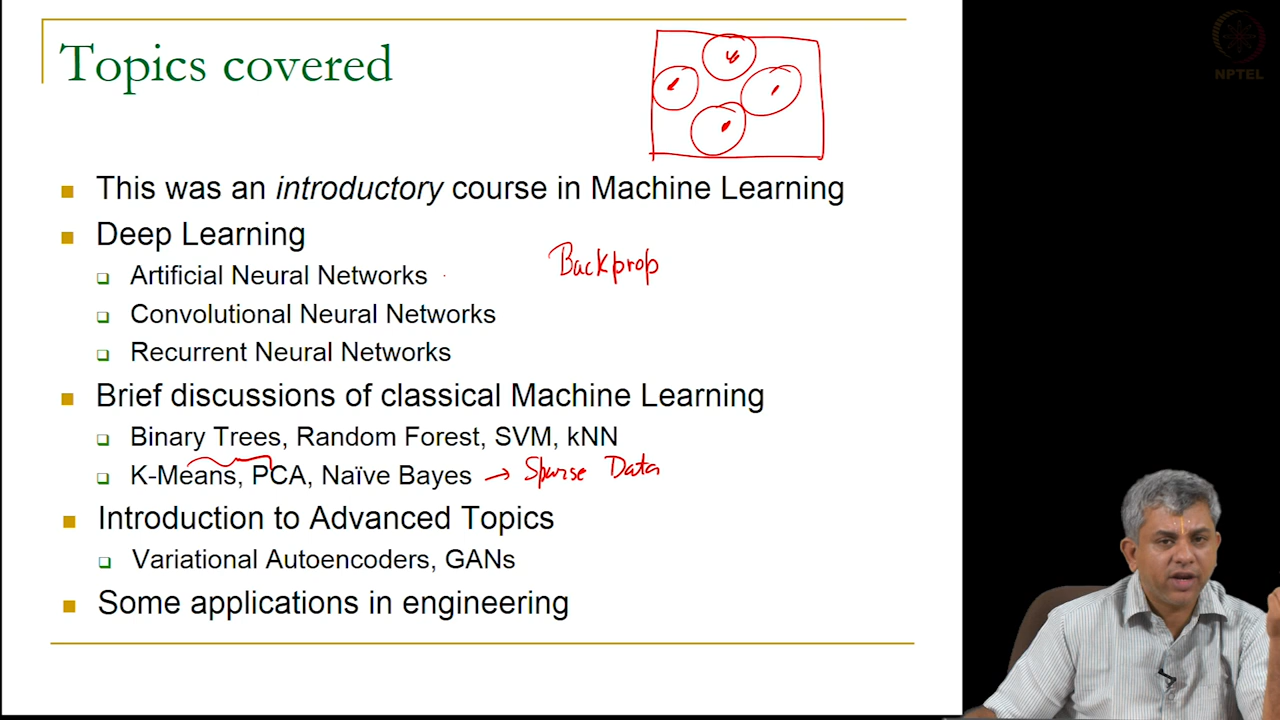 Topics covered
NPTEL
This was an introductory course in Machine Learning
Deep Learning
Backprop
Artificial Neural Networks
Convolutional Neural Networks
Recurrent Neural Networks
Brief discussions of classical Machine Learning
Binary Trees, Random Forest, SVM, kNN
K-Means, PCA, Naïve Bayes → Sparse Data
Introduction to Advanced Topics
Variational Autoencoders, GANs
Some applications in engineering